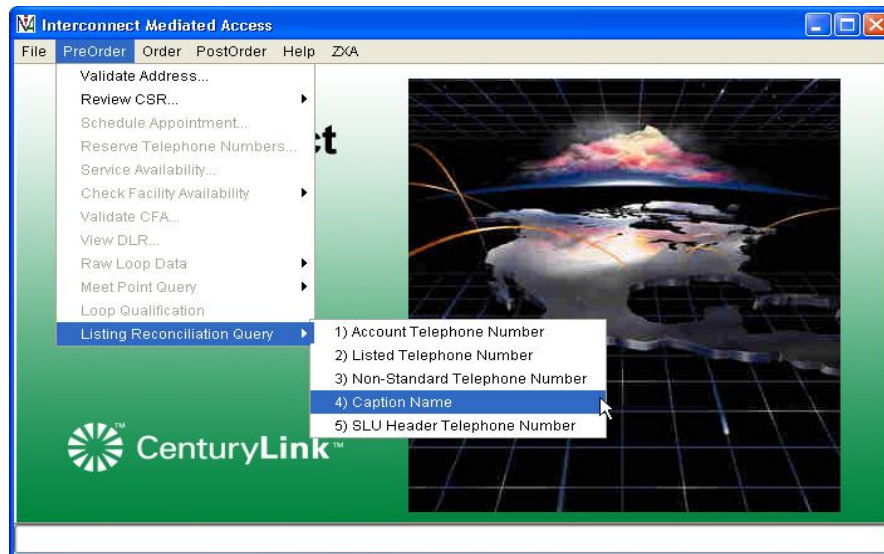 Interconnect Mediated Access
File PreOrder Order PostOrder Help ZXA
Validate Address...
Review CSR...
Schedule Appointment...
Reserve Telephone Numbers...
ct
Service Availability...
Check Facility Availability
Validate CFA...
View DLR...
Raw Loop Data
Meet Point Query
Loop Qualification
Listing Reconciliation Query
1) Account Telephone Number
2) Listed Telephone Number
3) Non-Standard Telephone Number
4) Caption Name
5) SLU Header Telephone Number
CenturyLink™